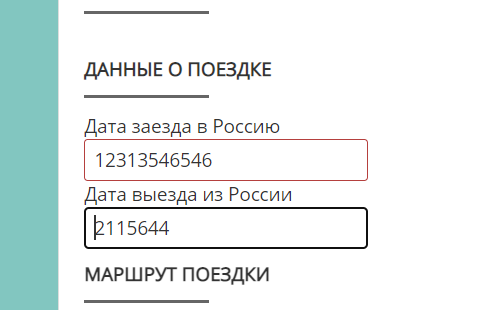 ДАННЫЕ О ПОЕЗДКЕ
Дата заезда в Россию
12313546546
Дата выезда из России
2115644
МАРШРУТ ПОЕЗДКИ